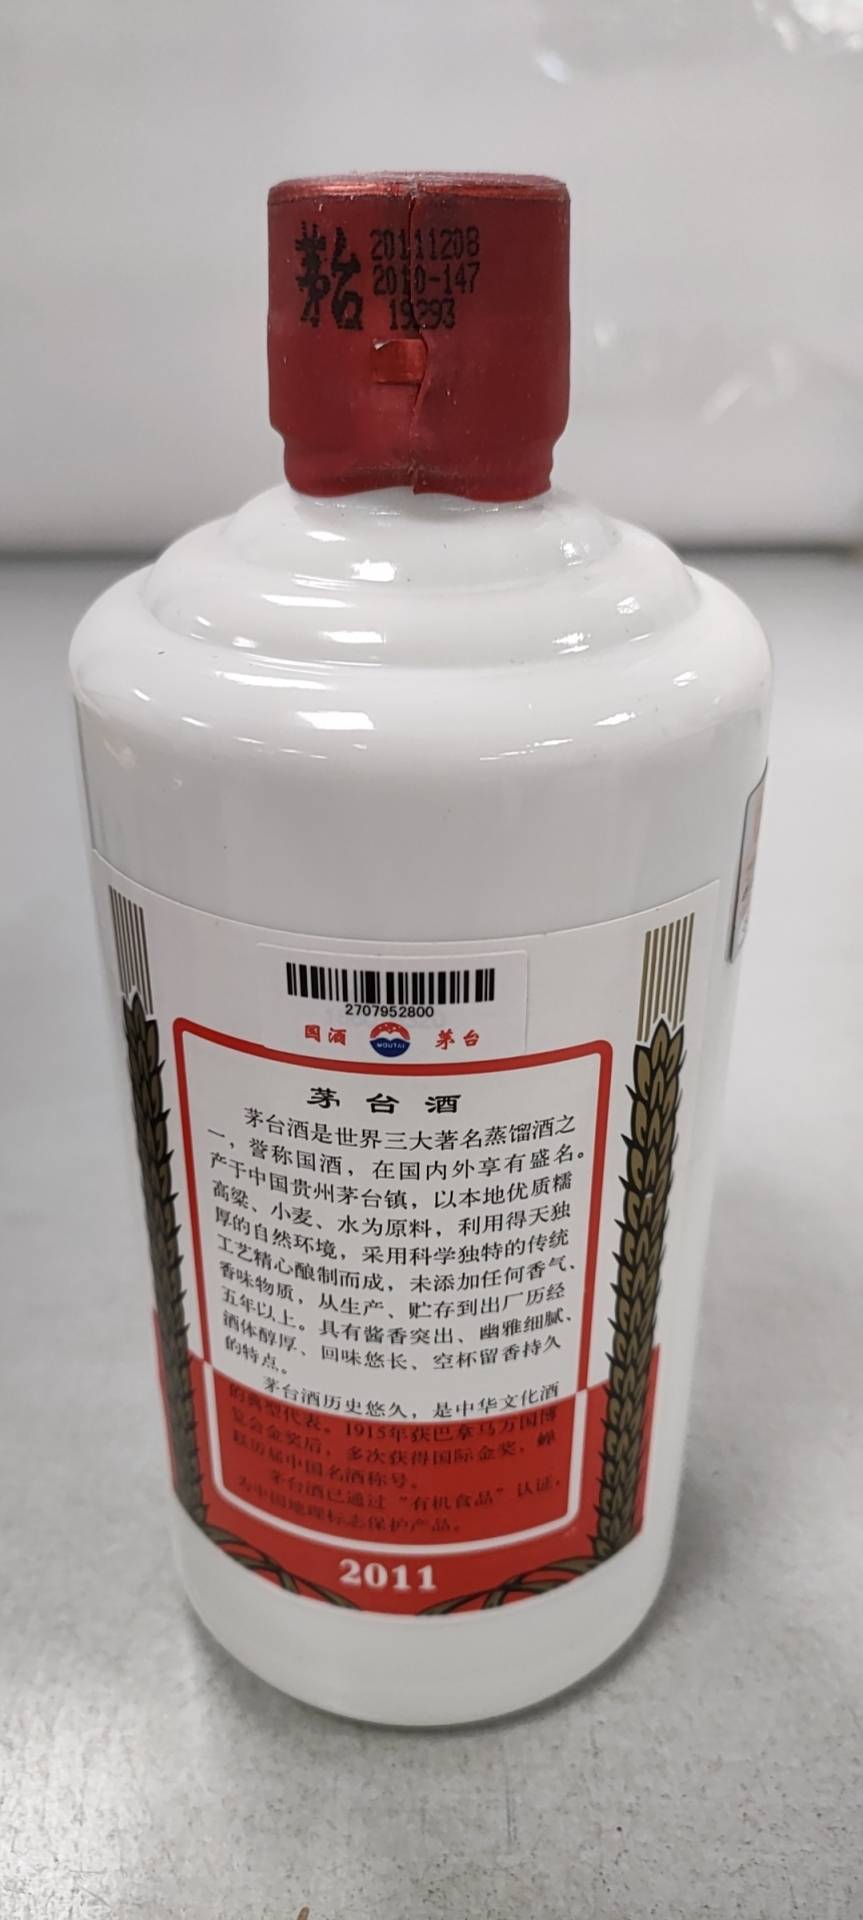 茅台
20111208
2010-147
19293
2707952800
国酒 MOUTAI 茅台
茅台酒
茅台酒是世界三大著名蒸馏酒之
一，誉称国酒，在国内外享有盛名。
产于中国贵州茅台镇，以本地优质糯
高粱、小麦、水为原料，利用得天独
厚的自然环境，采用科学独特的传统
工艺精心酿制而成，未添加任何香气、
香味物质，从生产、贮存到出厂历经
五年以上。具有酱香突出、幽雅细腻、
酒体醇厚、回味悠长、空杯留香持久
的特点。
茅台酒历史悠久，是中华文化酒
的典型代表。1915年获巴拿马万国博
览会金奖后，多次获得国际金奖，蝉
联历届中国名酒称号。
茅台酒已通过“有机食品”认证，
为中国地理标志保护产品。
2011